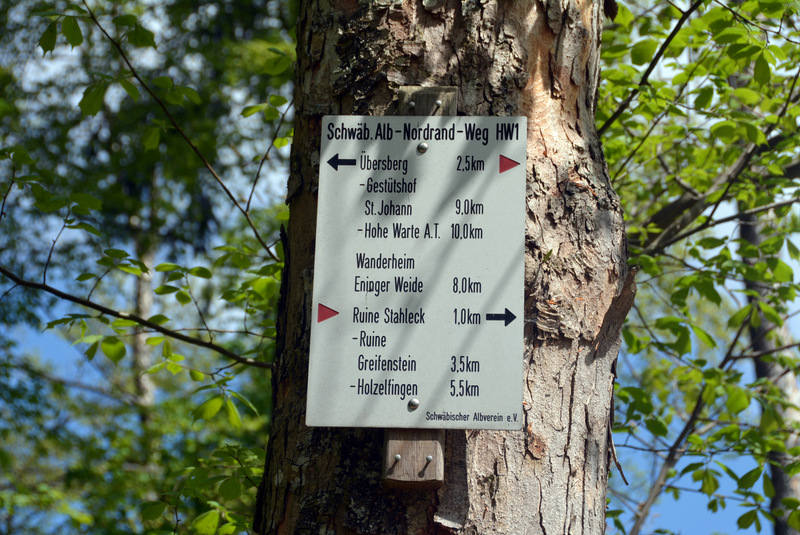 Schwäb. Alb-Nordrand-Weg HW1
Übersberg 2,5km
-Gestütshof
St. Johann 9,0km
-Hohe Warte A.T. 10,0km
Wanderheim
Eninger Weide 8,0km
Ruine Stahleck 1,0km
-Ruine
Greifenstein 3,5km
-Holzelfingen 5,5km
Schwäbischer Albverein e.V.